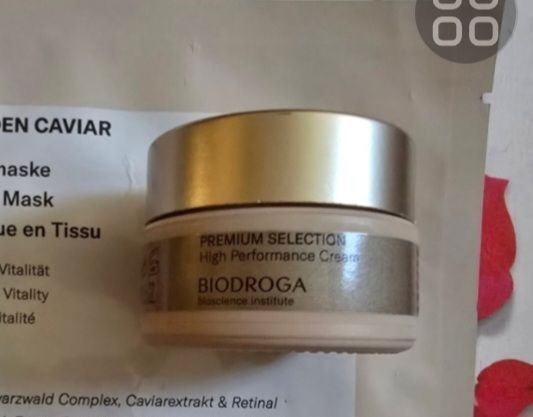 DEN CAVIAR
maske
Mask
ue en Tissu
Vitalität
Vitality
italité
arzwald Complex, Caviarextrakt & Retinal
PREMIUM SELECTION
High Performance Cream
BIODROGA
bioscience institute